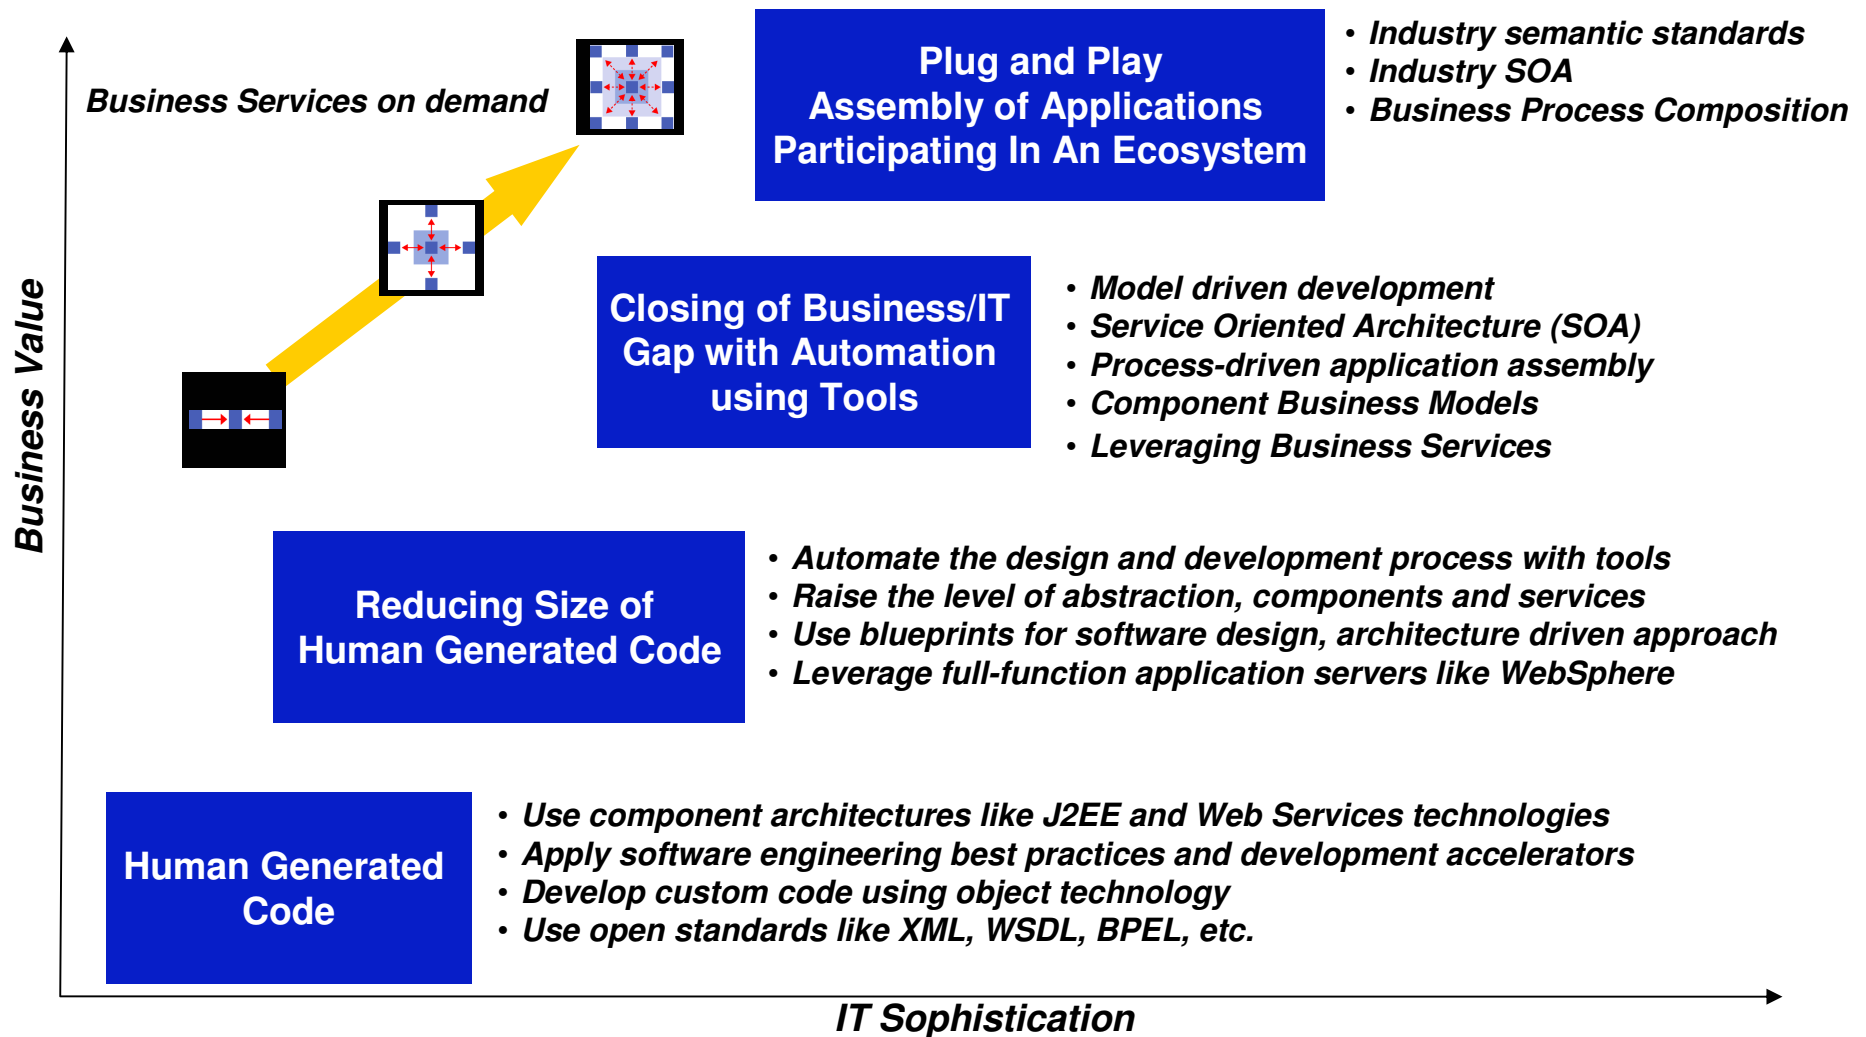 Business Services on demand
Plug and Play
Assembly of Applications
Participating In An Ecosystem
• Industry semantic standards
• Industry SOA
• Business Process Composition
Closing of Business/IT
Gap with Automation
using Tools
• Model driven development
• Service Oriented Architecture (SOA)
• Process-driven application assembly
• Component Business Models
• Leveraging Business Services
Business Value
Reducing Size of
Human Generated Code
• Automate the design and development process with tools
• Raise the level of abstraction, components and services
• Use blueprints for software design, architecture driven approach
• Leverage full-function application servers like WebSphere
Human Generated
Code
• Use component architectures like J2EE and Web Services technologies
• Apply software engineering best practices and development accelerators
• Develop custom code using object technology
• Use open standards like XML, WSDL, BPEL, etc.
IT Sophistication